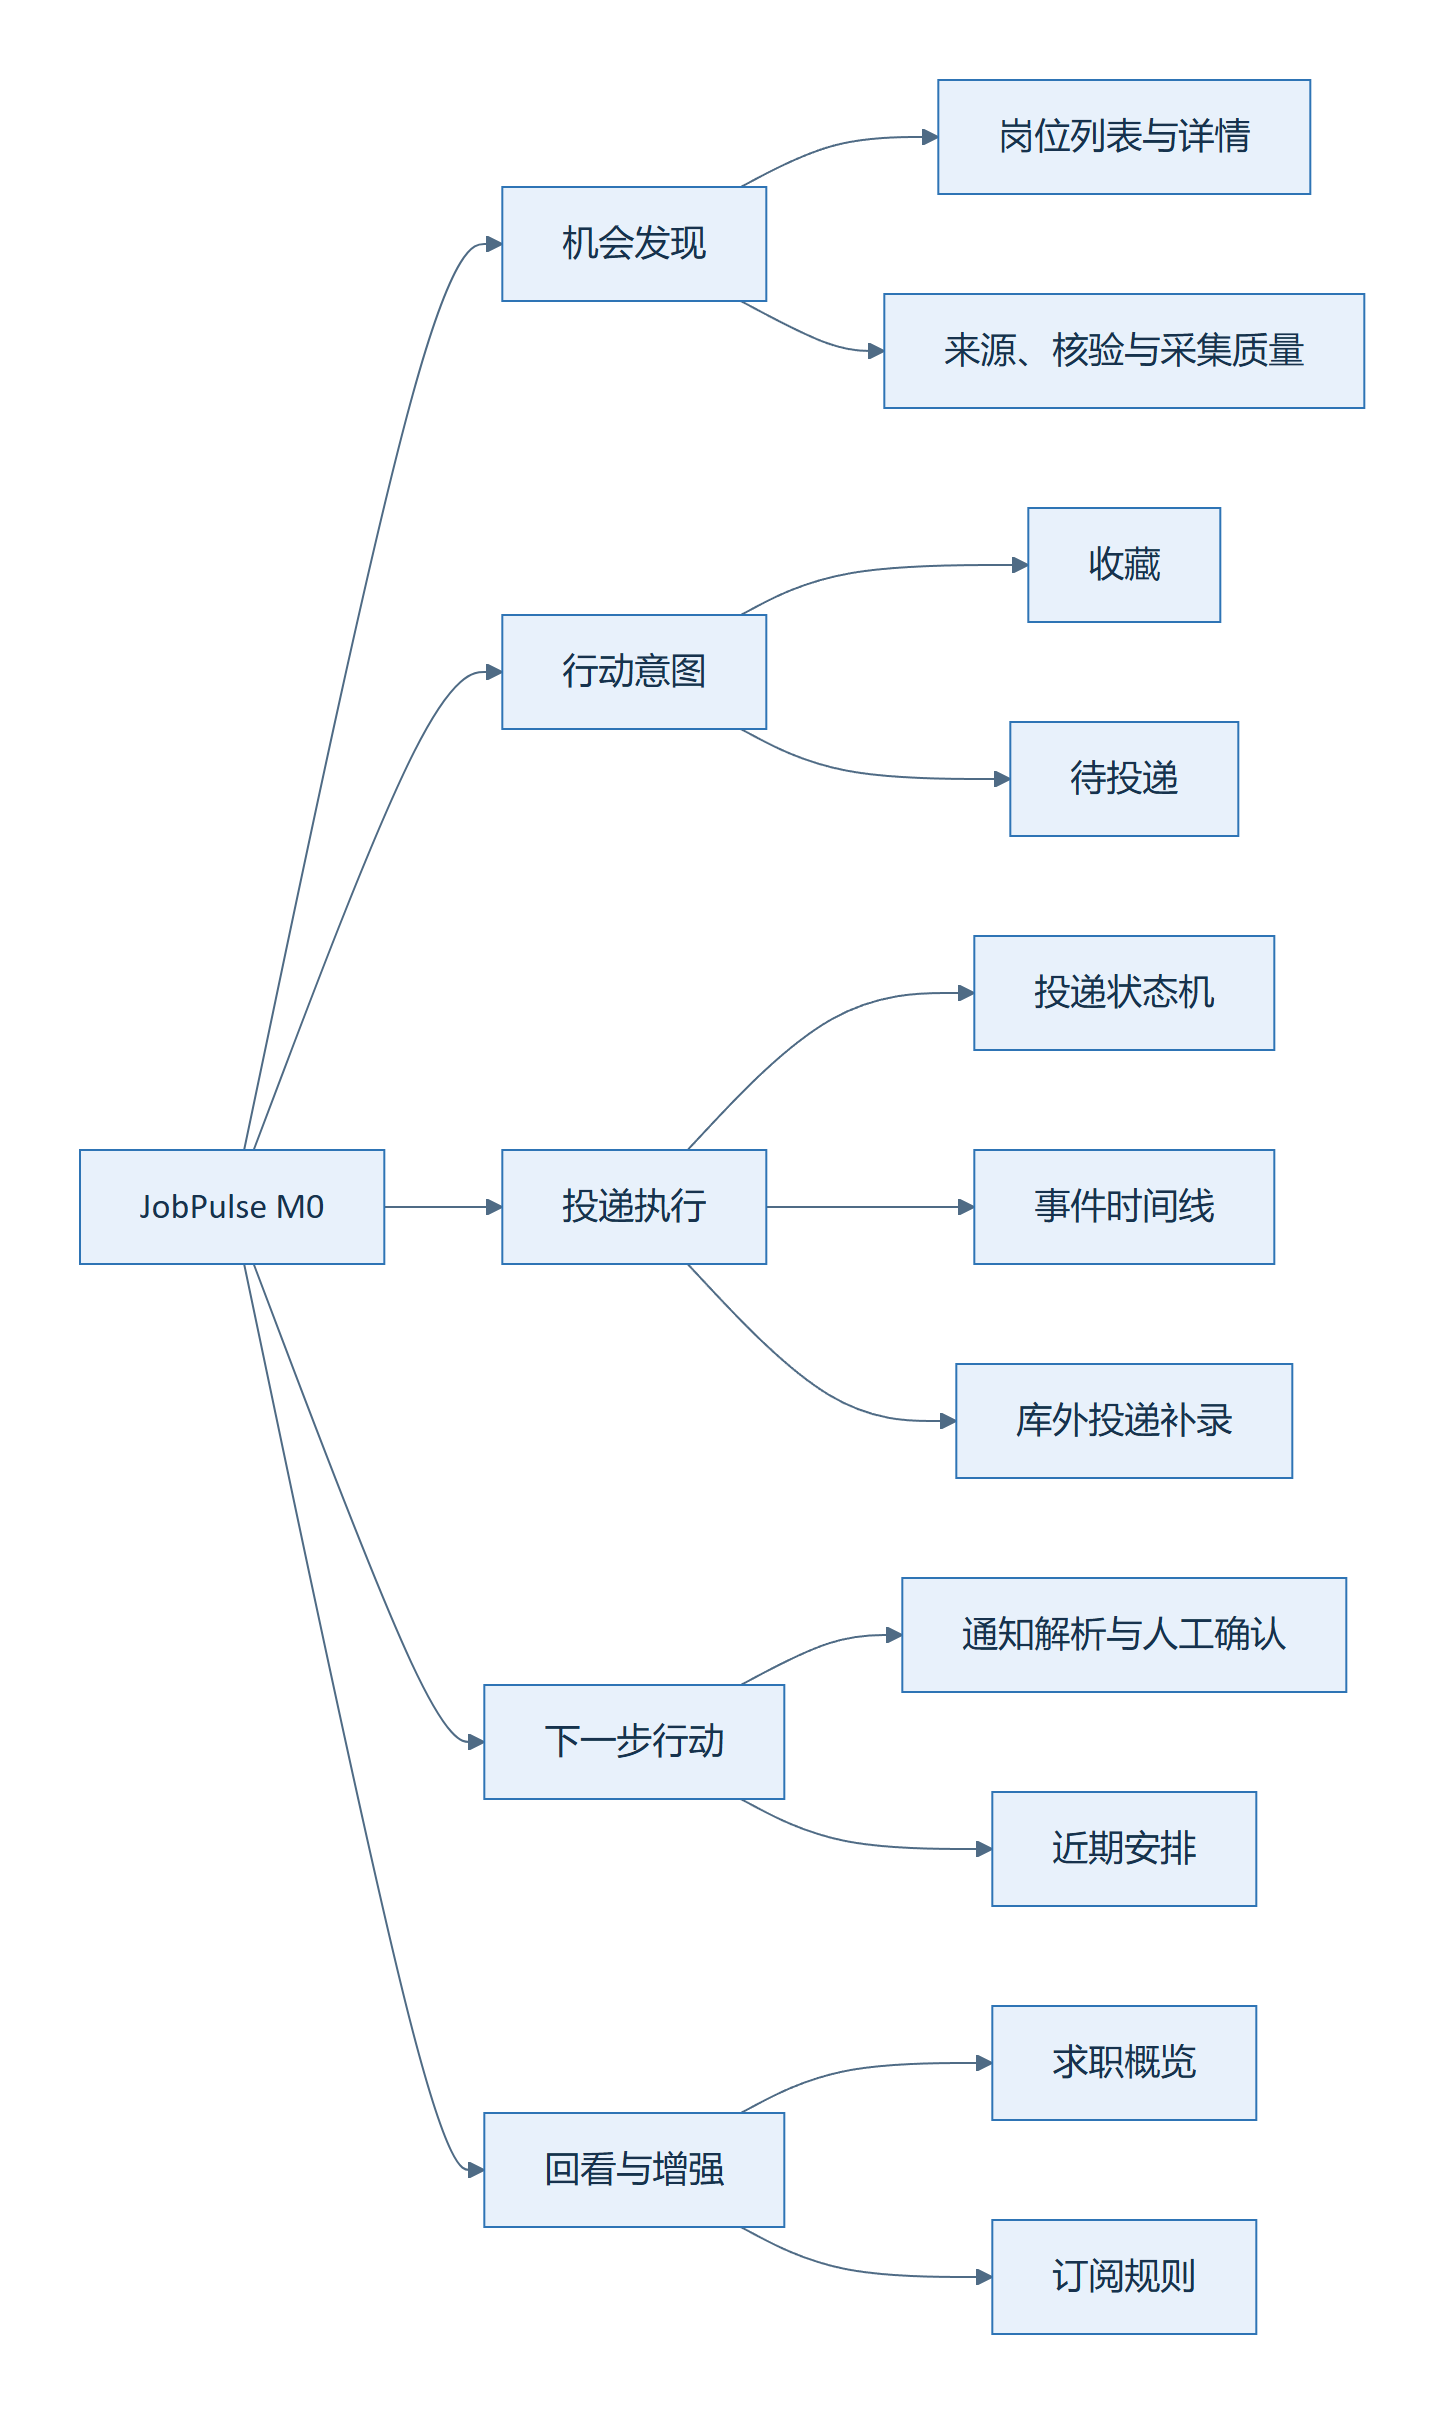 JobPulse M0
机会发现
岗位列表与详情
来源、核验与采集质量
行动意图
收藏
待投递
投递执行
投递状态机
事件时间线
库外投递补录
下一步行动
通知解析与人工确认
近期安排
回看与增强
求职概览
订阅规则